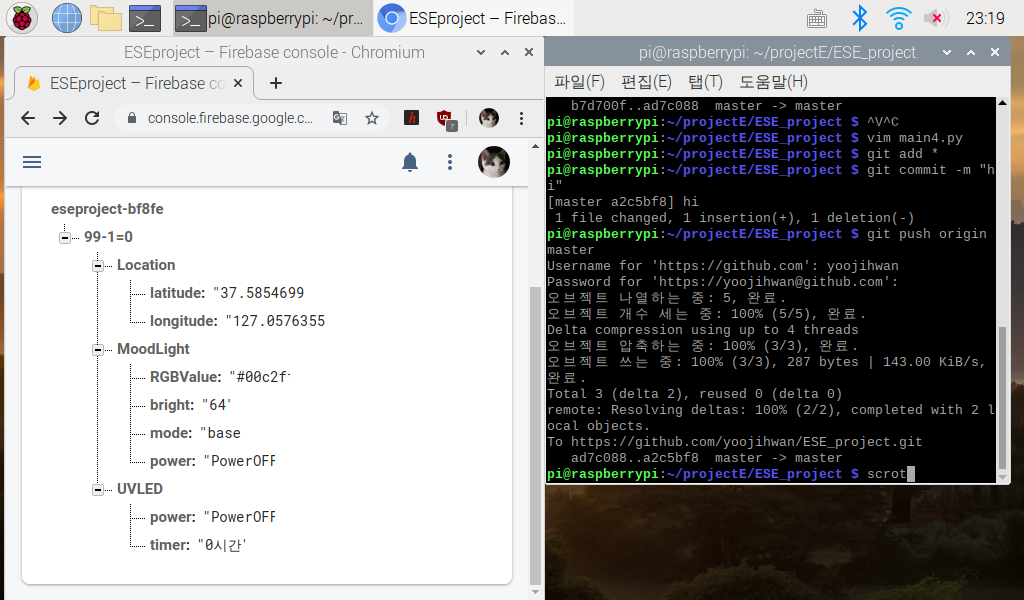 pi@raspberrypi: ~/pr...
ESEproject – Firebas...
23:19
ESEproject – Firebase console - Chromium
ESEproject – Firebase co
console.firebase.google.c...
7
eseproject-bf8fe
99-1=0
Location
latitude: "37.5854699
longitude: "127.0576355
MoodLight
RGBValue: "#00c2f
bright: "64'
mode: "base
power: "PowerOFF
UVLED
power: "PowerOFF
timer: "0시간'
pi@raspberrypi: ~/projectE/ESE_project
파일(F) 편집(E) 탭(T) 도움말(H)
b7d700f..ad7c088 master -> master
pi@raspberrypi:~/projectE/ESE_project $ ^V^C
pi@raspberrypi:~/projectE/ESE_project $ vim main4.py
pi@raspberrypi:~/projectE/ESE_project $ git add *
pi@raspberrypi:~/projectE/ESE_project $ git commit -m "h
i"
[master a2c5bf8] hi
1 file changed, 1 insertion(+), 1 deletion(-)
pi@raspberrypi:~/projectE/ESE_project $ git push origin
master
Username for 'https://github.com': yoojihwan
Password for 'https://yoojihwan@github.com':
오브젝트 나열하는 중: 5, 완료.
오브젝트 개수 세는 중: 100% (5/5), 완료.
Delta compression using up to 4 threads
오브젝트 압축하는 중: 100% (3/3), 완료.
오브젝트 쓰는 중: 100% (3/3), 287 bytes | 143.00 KiB/s,
완료.
Total 3 (delta 2), reused 0 (delta 0)
remote: Resolving deltas: 100% (2/2), completed with 2 l
ocal objects.
To https://github.com/yoojihwan/ESE_project.git
ad7c088..a2c5bf8 master -> master
pi@raspberrypi:~/projectE/ESE_project $ scrot